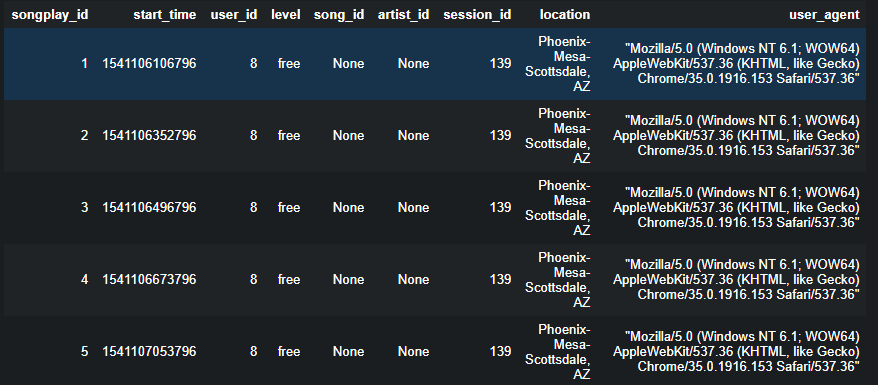 songplay_id start_time user_id level song_id artist_id session_id location user_agent
1 1541106106796 8 free None None 139 Phoenix-
Mesa-
Scottsdale,
AZ "Mozilla/5.0 (Windows NT 6.1; WOW64)
AppleWebKit/537.36 (KHTML, like Gecko)
Chrome/35.0.1916.153 Safari/537.36"
2 1541106352796 8 free None None 139 Phoenix-
Mesa-
Scottsdale,
AZ "Mozilla/5.0 (Windows NT 6.1; WOW64)
AppleWebKit/537.36 (KHTML, like Gecko)
Chrome/35.0.1916.153 Safari/537.36"
3 1541106496796 8 free None None 139 Phoenix-
Mesa-
Scottsdale,
AZ "Mozilla/5.0 (Windows NT 6.1; WOW64)
AppleWebKit/537.36 (KHTML, like Gecko)
Chrome/35.0.1916.153 Safari/537.36"
4 1541106673796 8 free None None 139 Phoenix-
Mesa-
Scottsdale,
AZ "Mozilla/5.0 (Windows NT 6.1; WOW64)
AppleWebKit/537.36 (KHTML, like Gecko)
Chrome/35.0.1916.153 Safari/537.36"
5 1541107053796 8 free None None 139 Phoenix-
Mesa-
Scottsdale,
AZ "Mozilla/5.0 (Windows NT 6.1; WOW64)
AppleWebKit/537.36 (KHTML, like Gecko)
Chrome/35.0.1916.153 Safari/537.36"